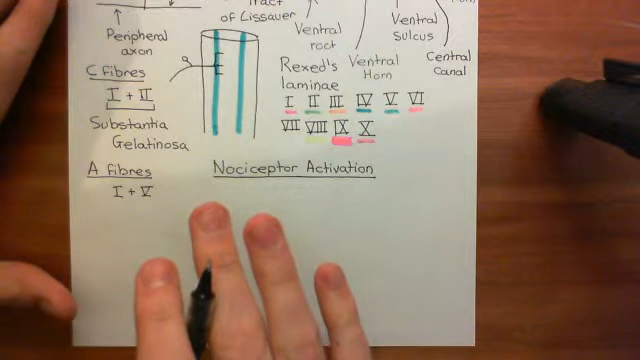 of Lissauer
Peripheral
axon
Ventral
root
Ventral
Sulcus
Ventral
Horn
Central
Canal
C fibres
I + II
Substantia
Gelatinosa
Rexed's
laminae
I II III IV V VI
VII VIII IX X
A fibres
I + V
Nociceptor Activation